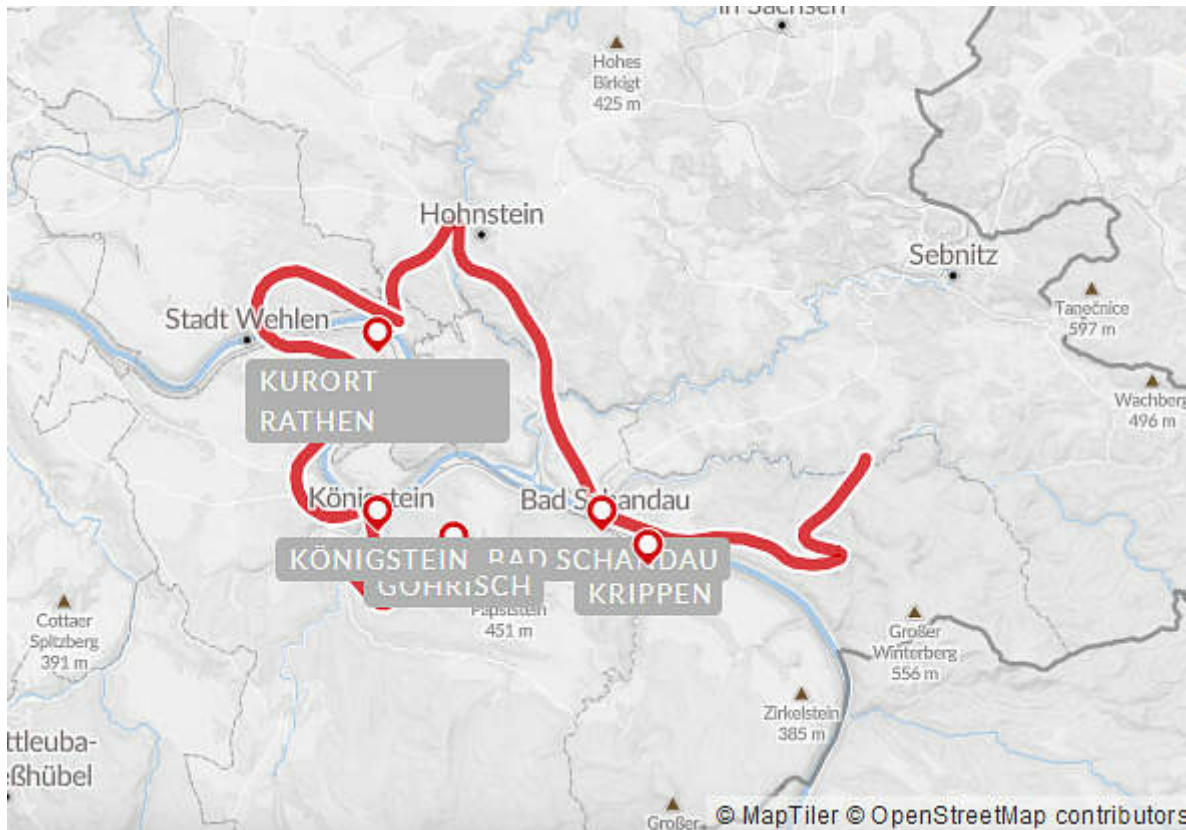 in Sachsen
Hohes
Birkigt
425 m
Hohnstein
Sebnitz
Tanečnice
597 m
Stadt Wehlen
KURORT
RATHEN
Wachberg
496 m
Königstein
Bad Schandau
KÖNIGSTEIN
BAD SCHANDAU
GOHRISCH
KRIPPEN
Papststein
451 m
Cottaer
Spitzberg
391 m
Großer
Winterberg
556 m
Zirkelstein
385 m
ttleuba-
eßhübel
Großer
© MapTiler © OpenStreetMap contributors